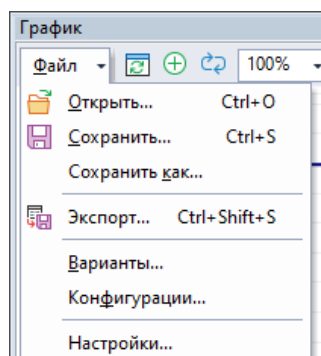 График
Файл 100%
Открыть... Ctrl+O
Сохранить... Ctrl+S
Сохранить как...
Экспорт... Ctrl+Shift+S
Варианты...
Конфигурации...
Настройки...